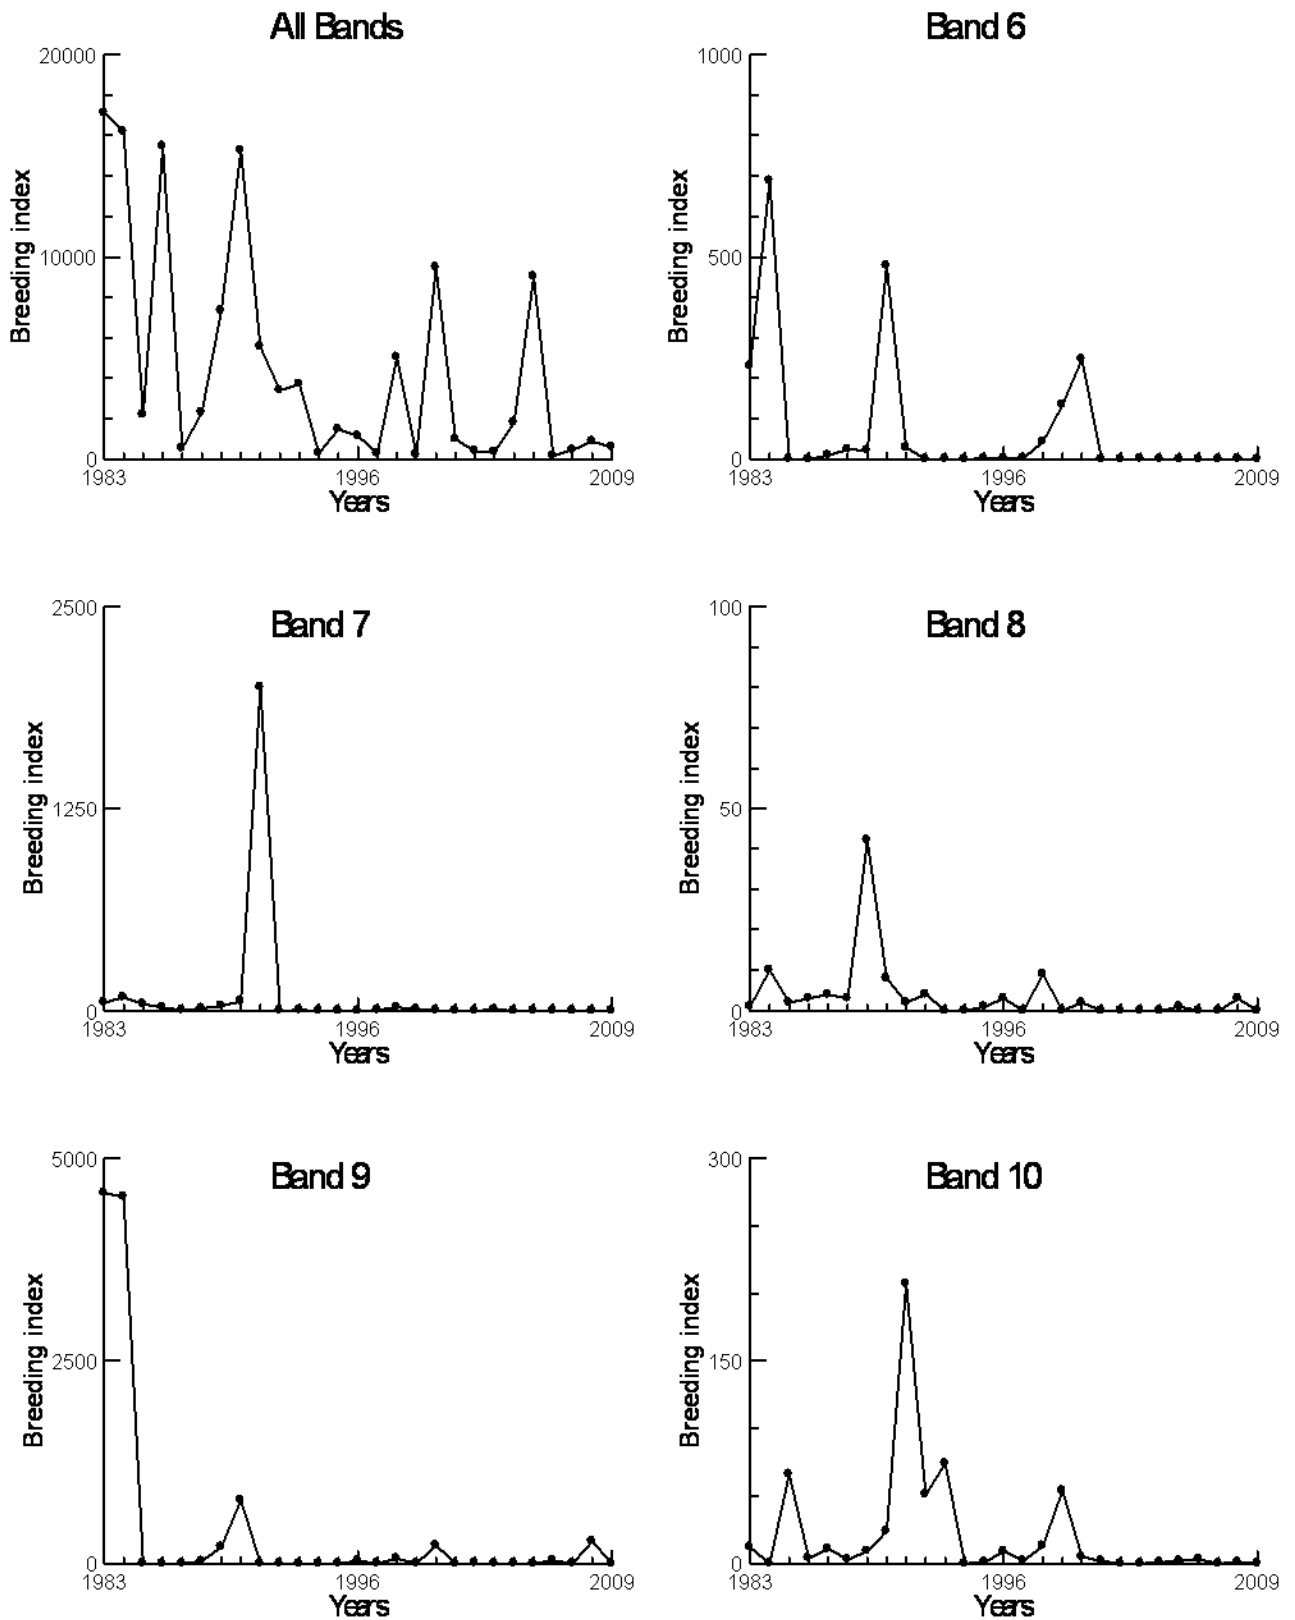 All Bands
20000
10000
0
Breeding index
1983
1996
2009
Years
Band 6
1000
500
0
Breeding index
1983
1996
2009
Years
Band 7
2500
1250
0
Breeding index
1983
1996
2009
Years
Band 8
100
50
0
Breeding index
1983
1996
2009
Years
Band 9
5000
2500
0
Breeding index
1983
1996
2009
Years
Band 10
300
150
0
Breeding index
1983
1996
2009
Years